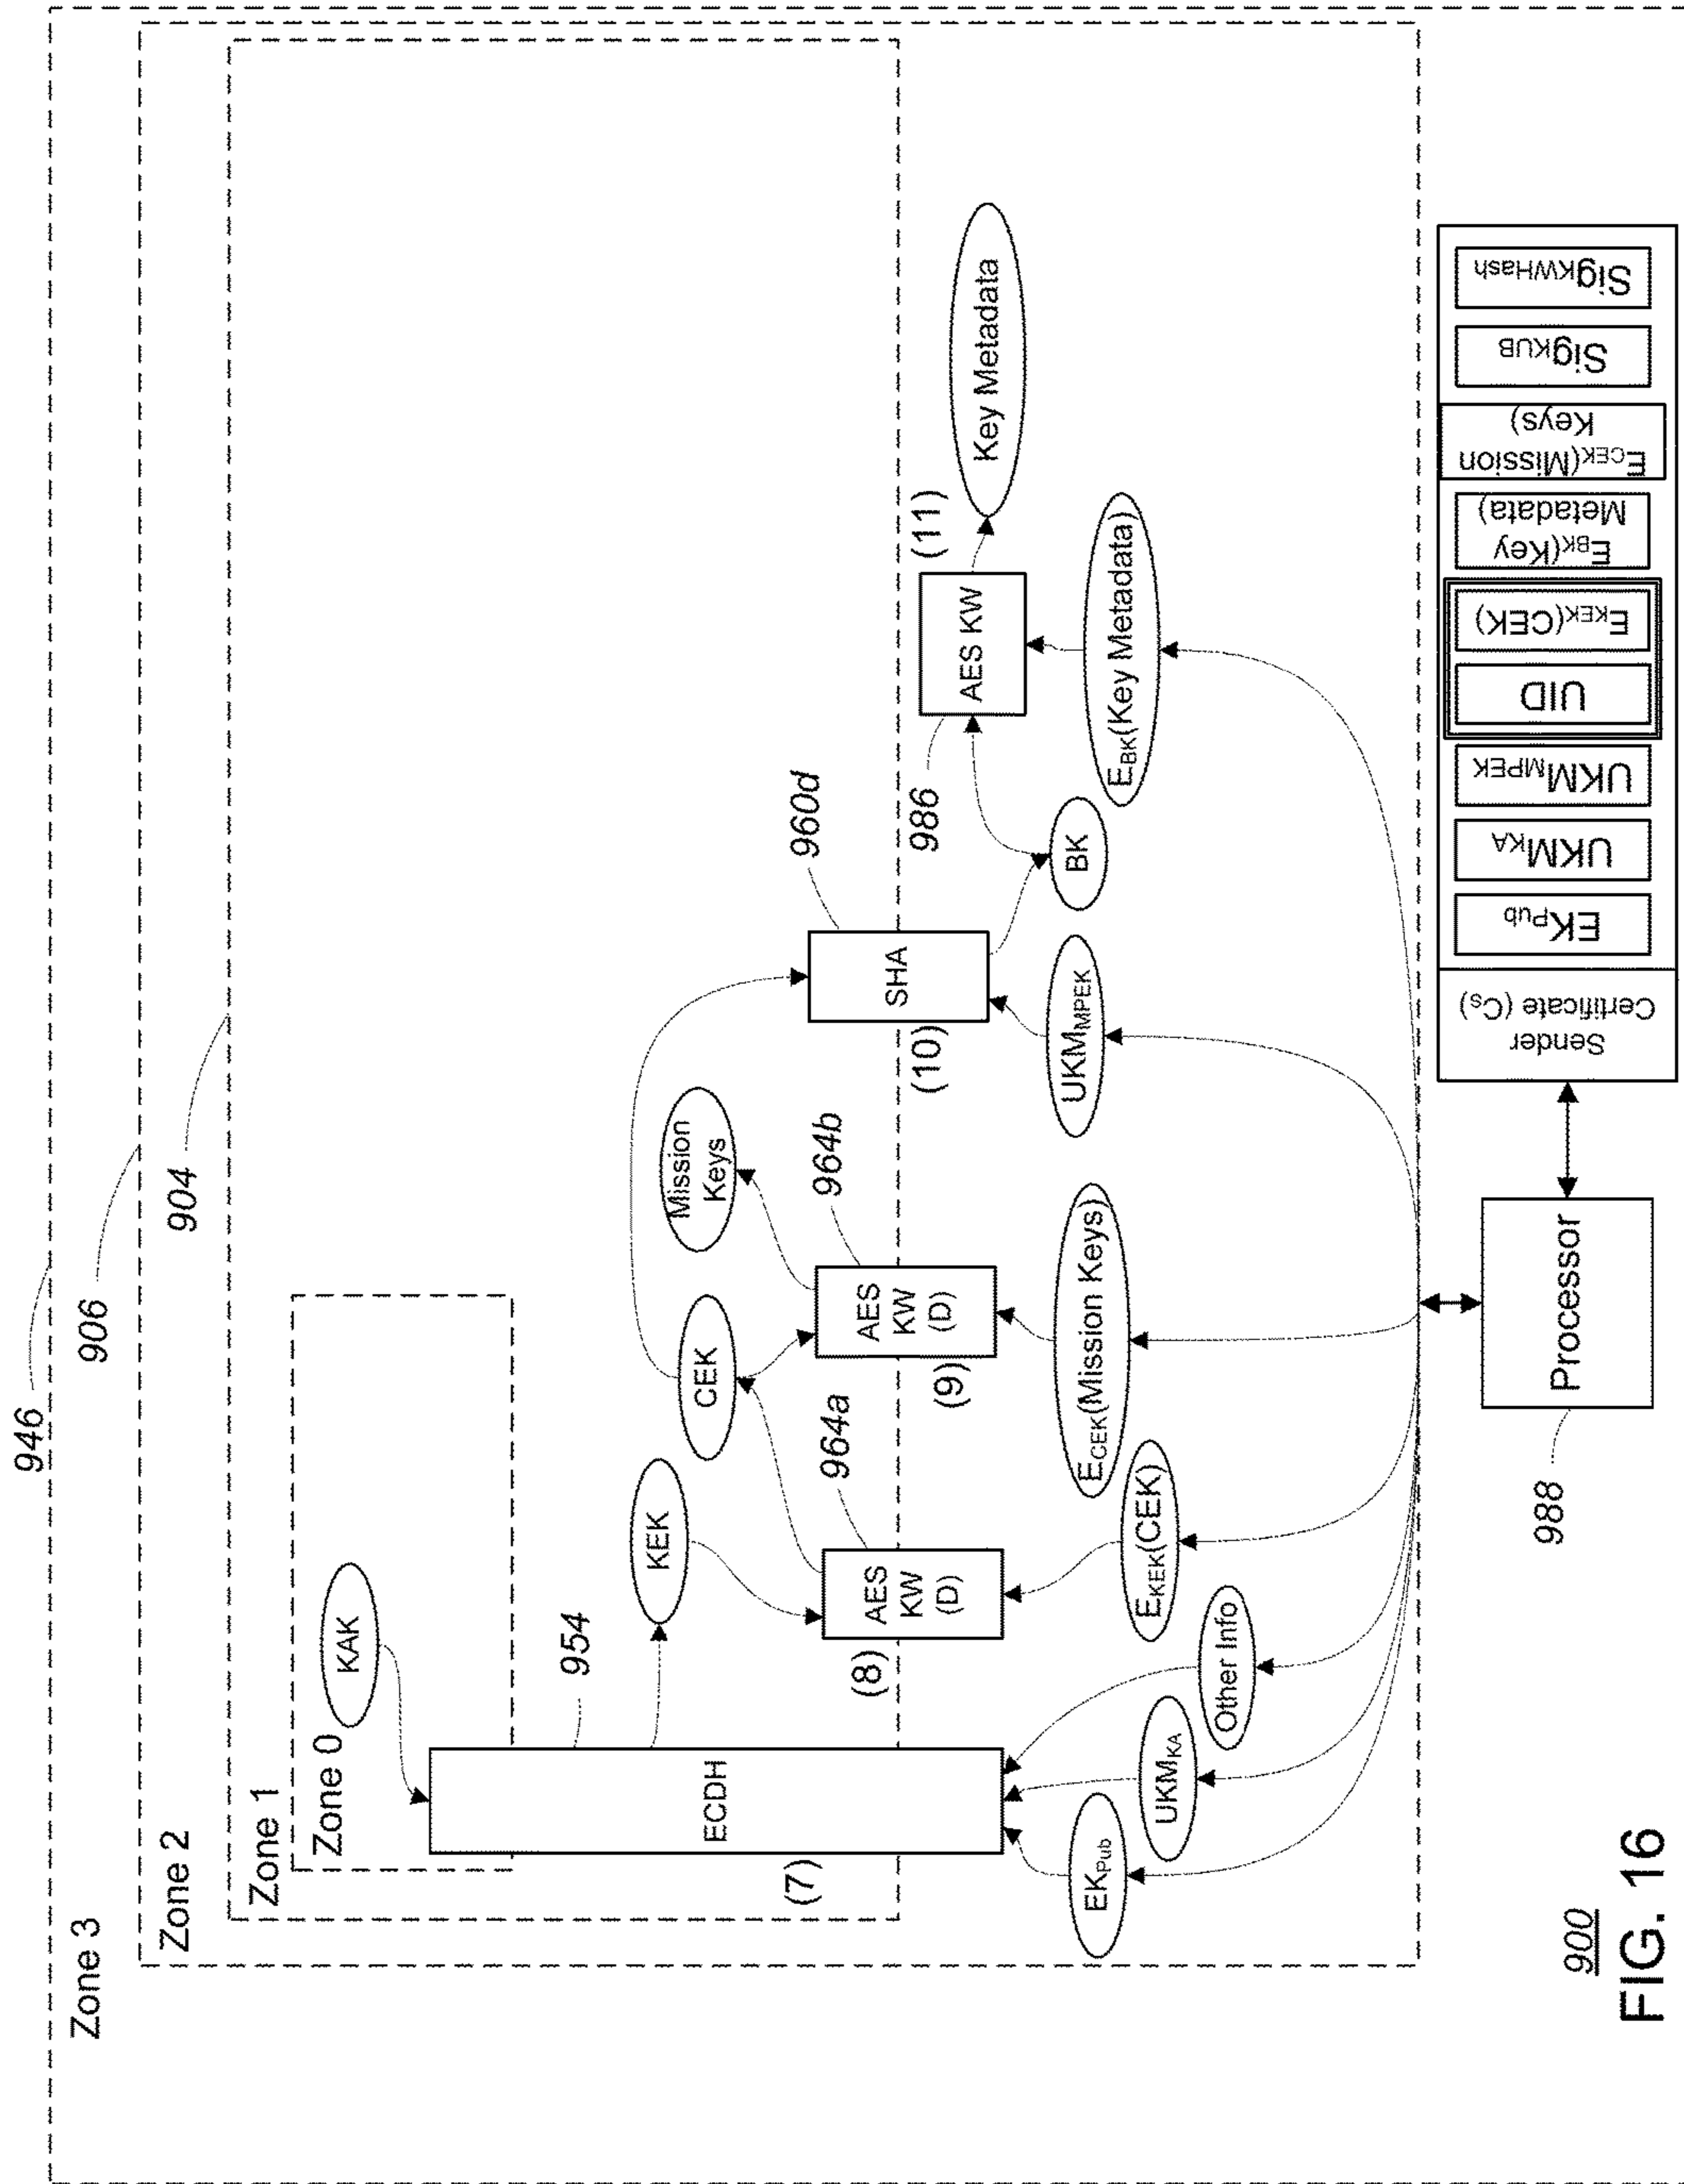 Zone 3
946
Zone 2
906
Zone 1
904
Zone 0
KAK
(7)
ECDH
954
KEK
CEK
Mission
Keys
(8)
AES
KW
(D)
964a
(9)
AES
KW
(D)
964b
(10)
SHA
960d
EKPub
UKMKA
Other Info
EKEK(CEK)
ECEK(Mission Keys)
UKMMPEK
BK
986
AES KW
(11)
Key Metadata
EBK(Key Metadata)
988
Processor
Sender
Certificate (CS)
EKPub
UKMKA
UKMMPEK
UID
EKEK(CEK)
EBK(Key
Metadata)
ECEK(Mission
Keys)
SigKUB
SigKWHash
900
FIG. 16